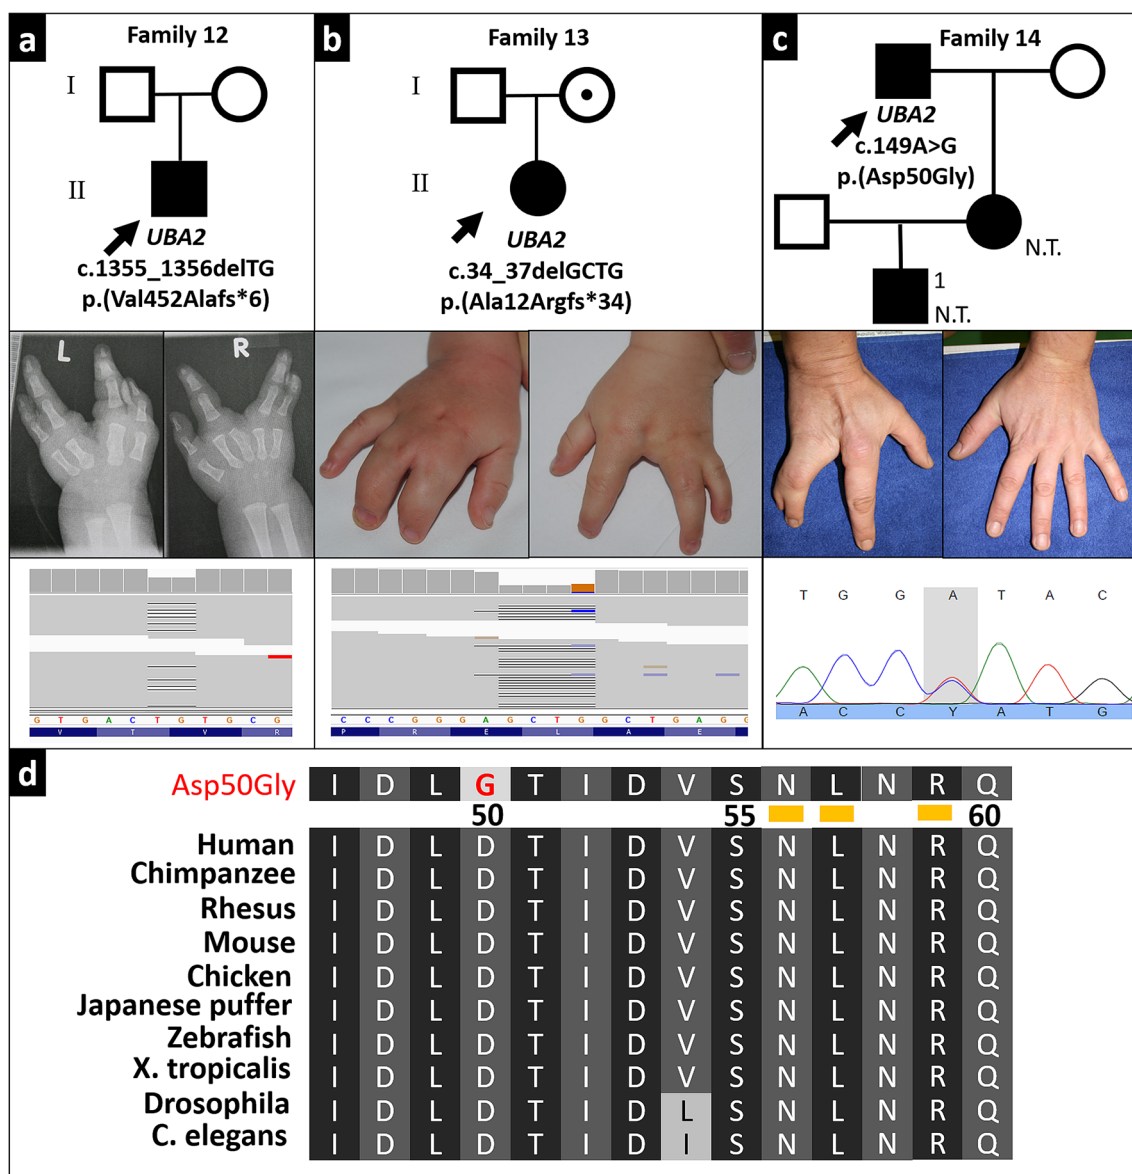 a
Family 12
I
II
UBA2
c.1355_1356delTG
p.(Val452Alafs*6)
L
R
G T G A C T G T G C G
V T V R
b
Family 13
I
II
UBA2
c.34_37delGCTG
p.(Ala12Argfs*34)
C C C G G G A G C T G G C T G A G G
P R E L A E
c
Family 14
UBA2
c.149A>G
p.(Asp50Gly)
N.T.
1
N.T.
T G G A T A C
A C C Y A T G
d
Asp50Gly I D L G T I D V S N L N R Q
50 55 60
Human I D L D T I D V S N L N R Q
Chimpanzee I D L D T I D V S N L N R Q
Rhesus I D L D T I D V S N L N R Q
Mouse I D L D T I D V S N L N R Q
Chicken I D L D T I D V S N L N R Q
Japanese puffer I D L D T I D V S N L N R Q
Zebrafish I D L D T I D V S N L N R Q
X. tropicalis I D L D T I D V S N L N R Q
Drosophila I D L D T I D L S N L N R Q
C. elegans I D L D T I D I S N L N R Q